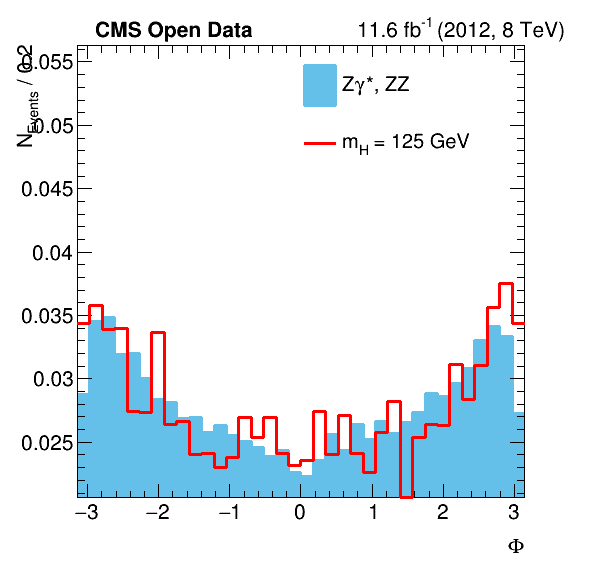 CMS Open Data 11.6 fb⁻¹ (2012, 8 TeV)
N_Events / 0.2
0.055
0.05
0.045
0.04
0.035
0.03
0.025
Zγ*, ZZ
m_H = 125 GeV
−3 −2 −1 0 1 2 3
Φ